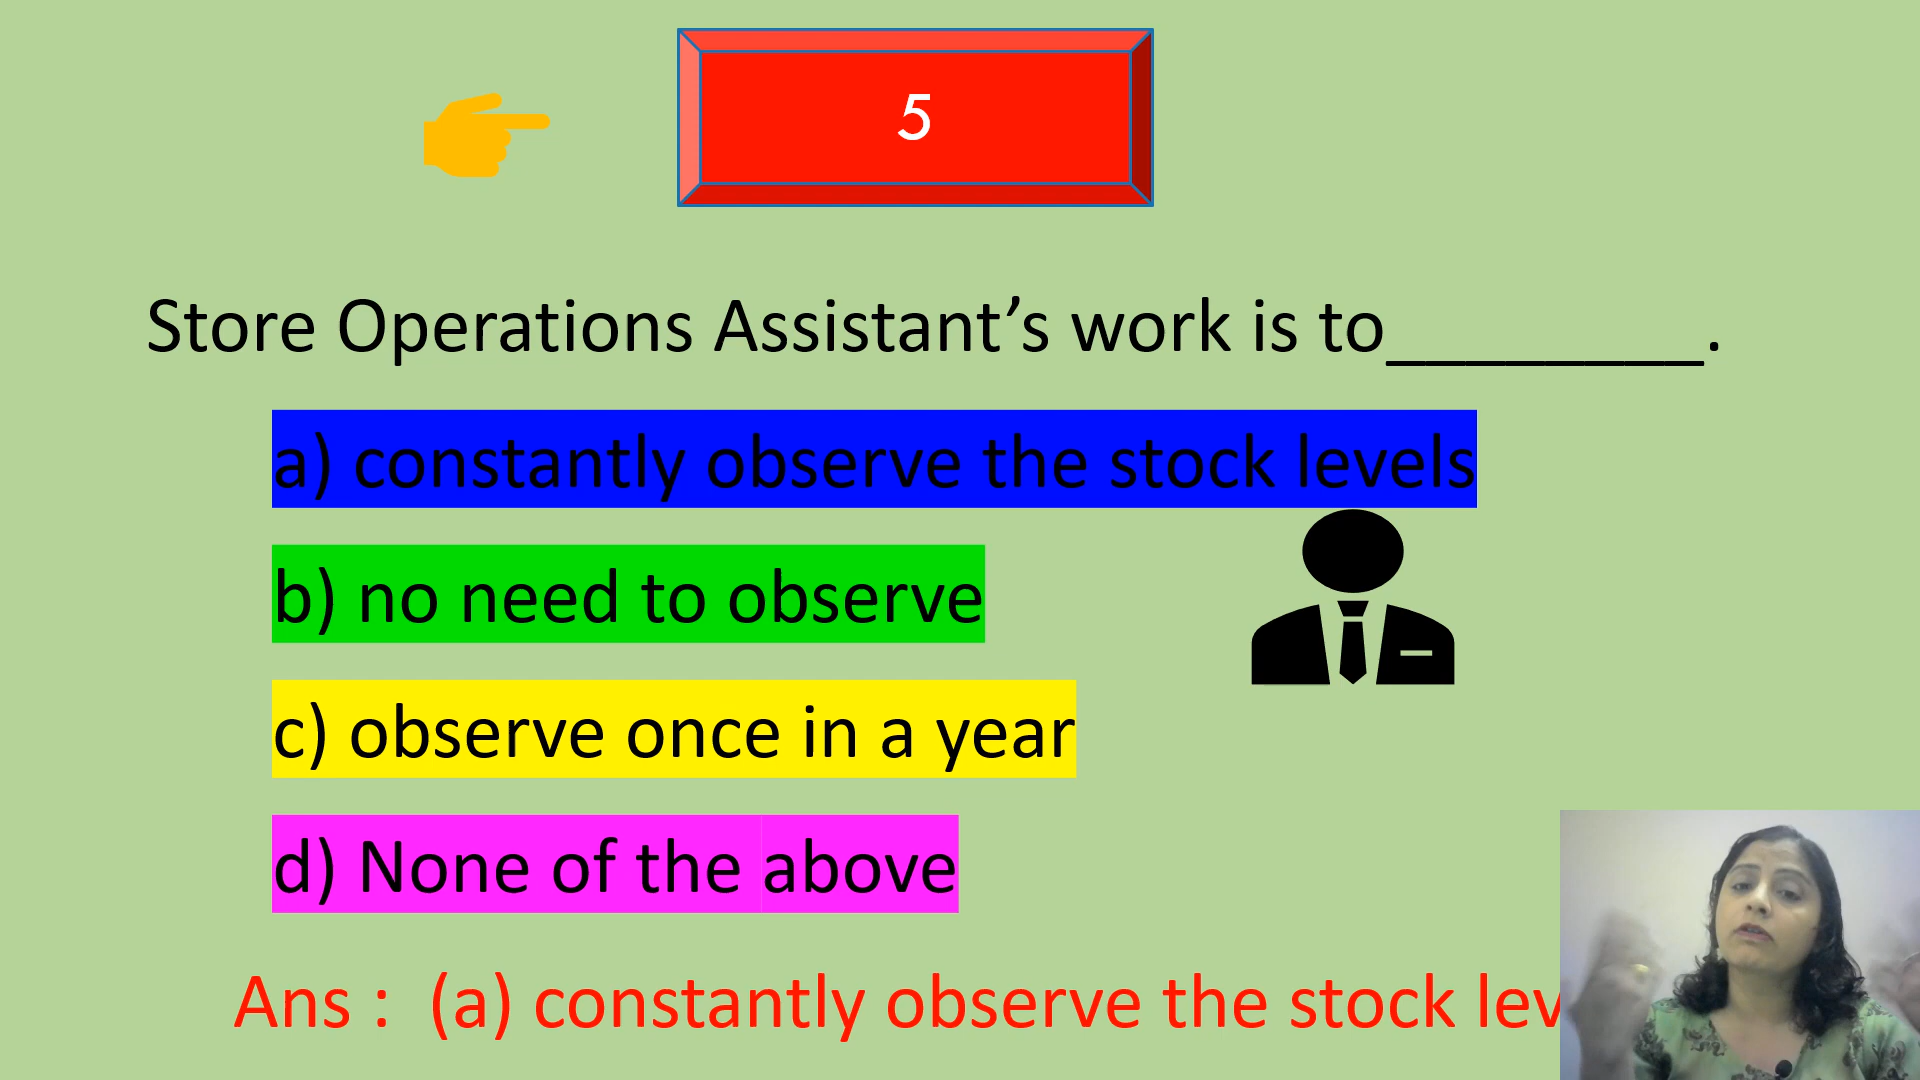 5
Store Operations Assistant’s work is to________.
a) constantly observe the stock levels
b) no need to observe
c) observe once in a year
d) None of the above
Ans : (a) constantly observe the stock